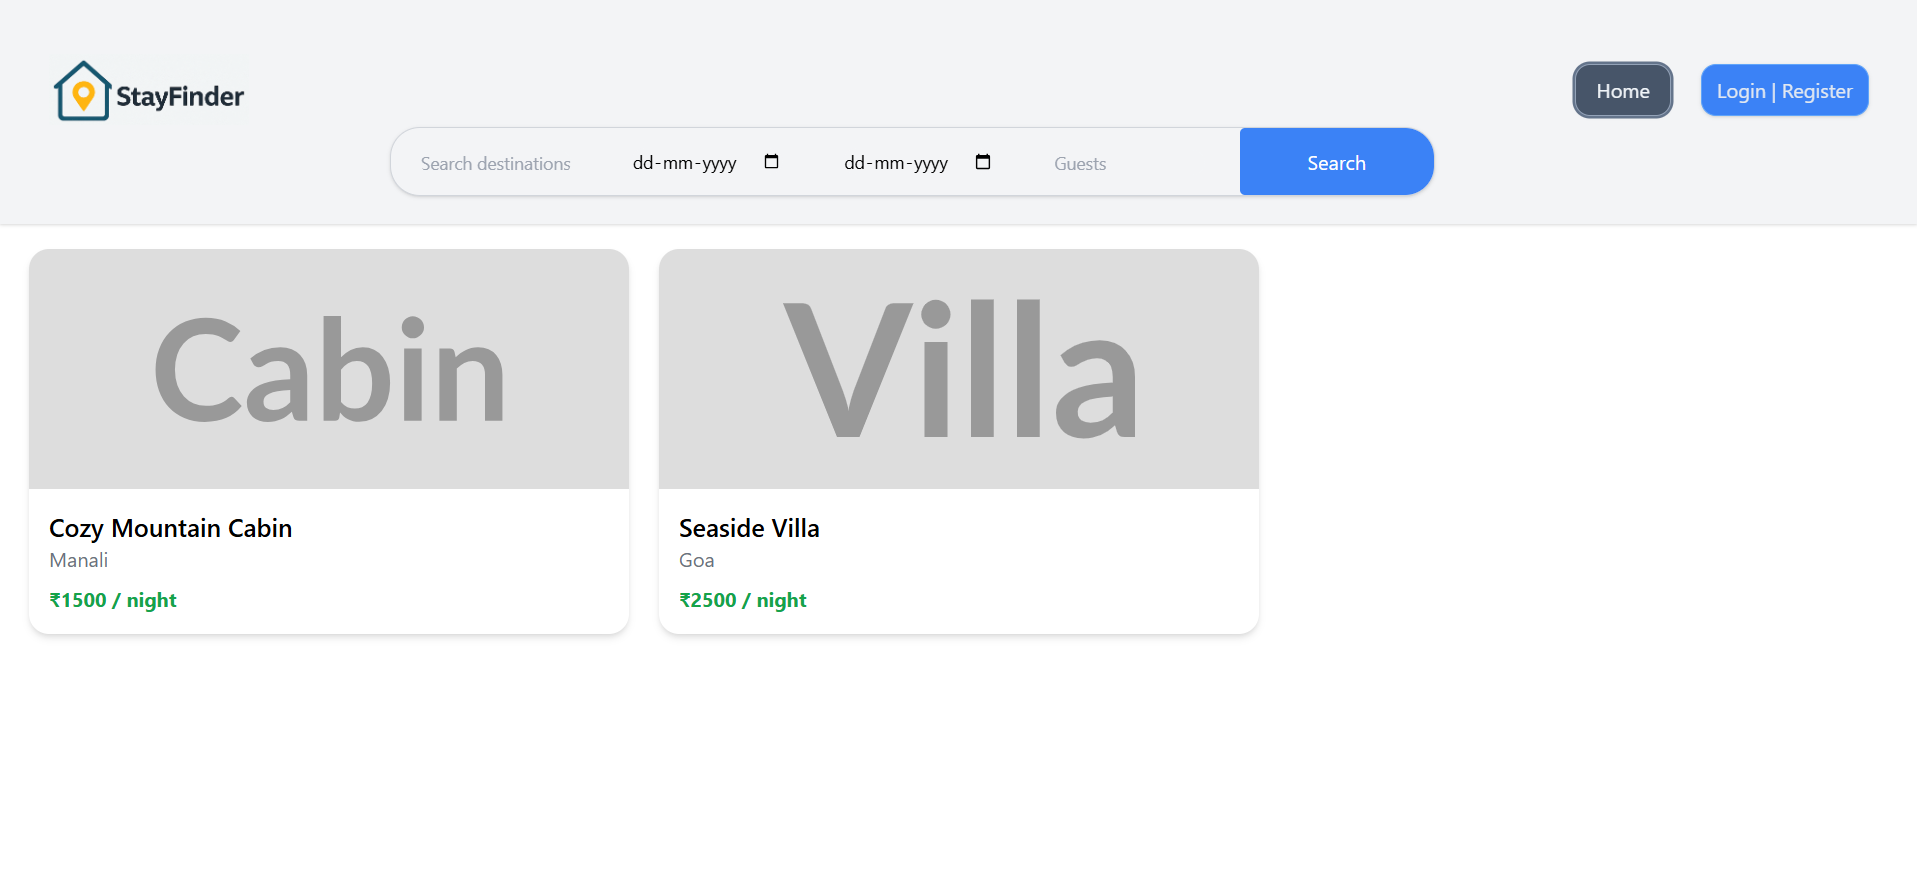 StayFinder
Home
Login | Register
Search destinations
dd-mm-yyyy
dd-mm-yyyy
Guests
Search
Cabin
Cozy Mountain Cabin
Manali
₹1500 / night
Villa
Seaside Villa
Goa
₹2500 / night